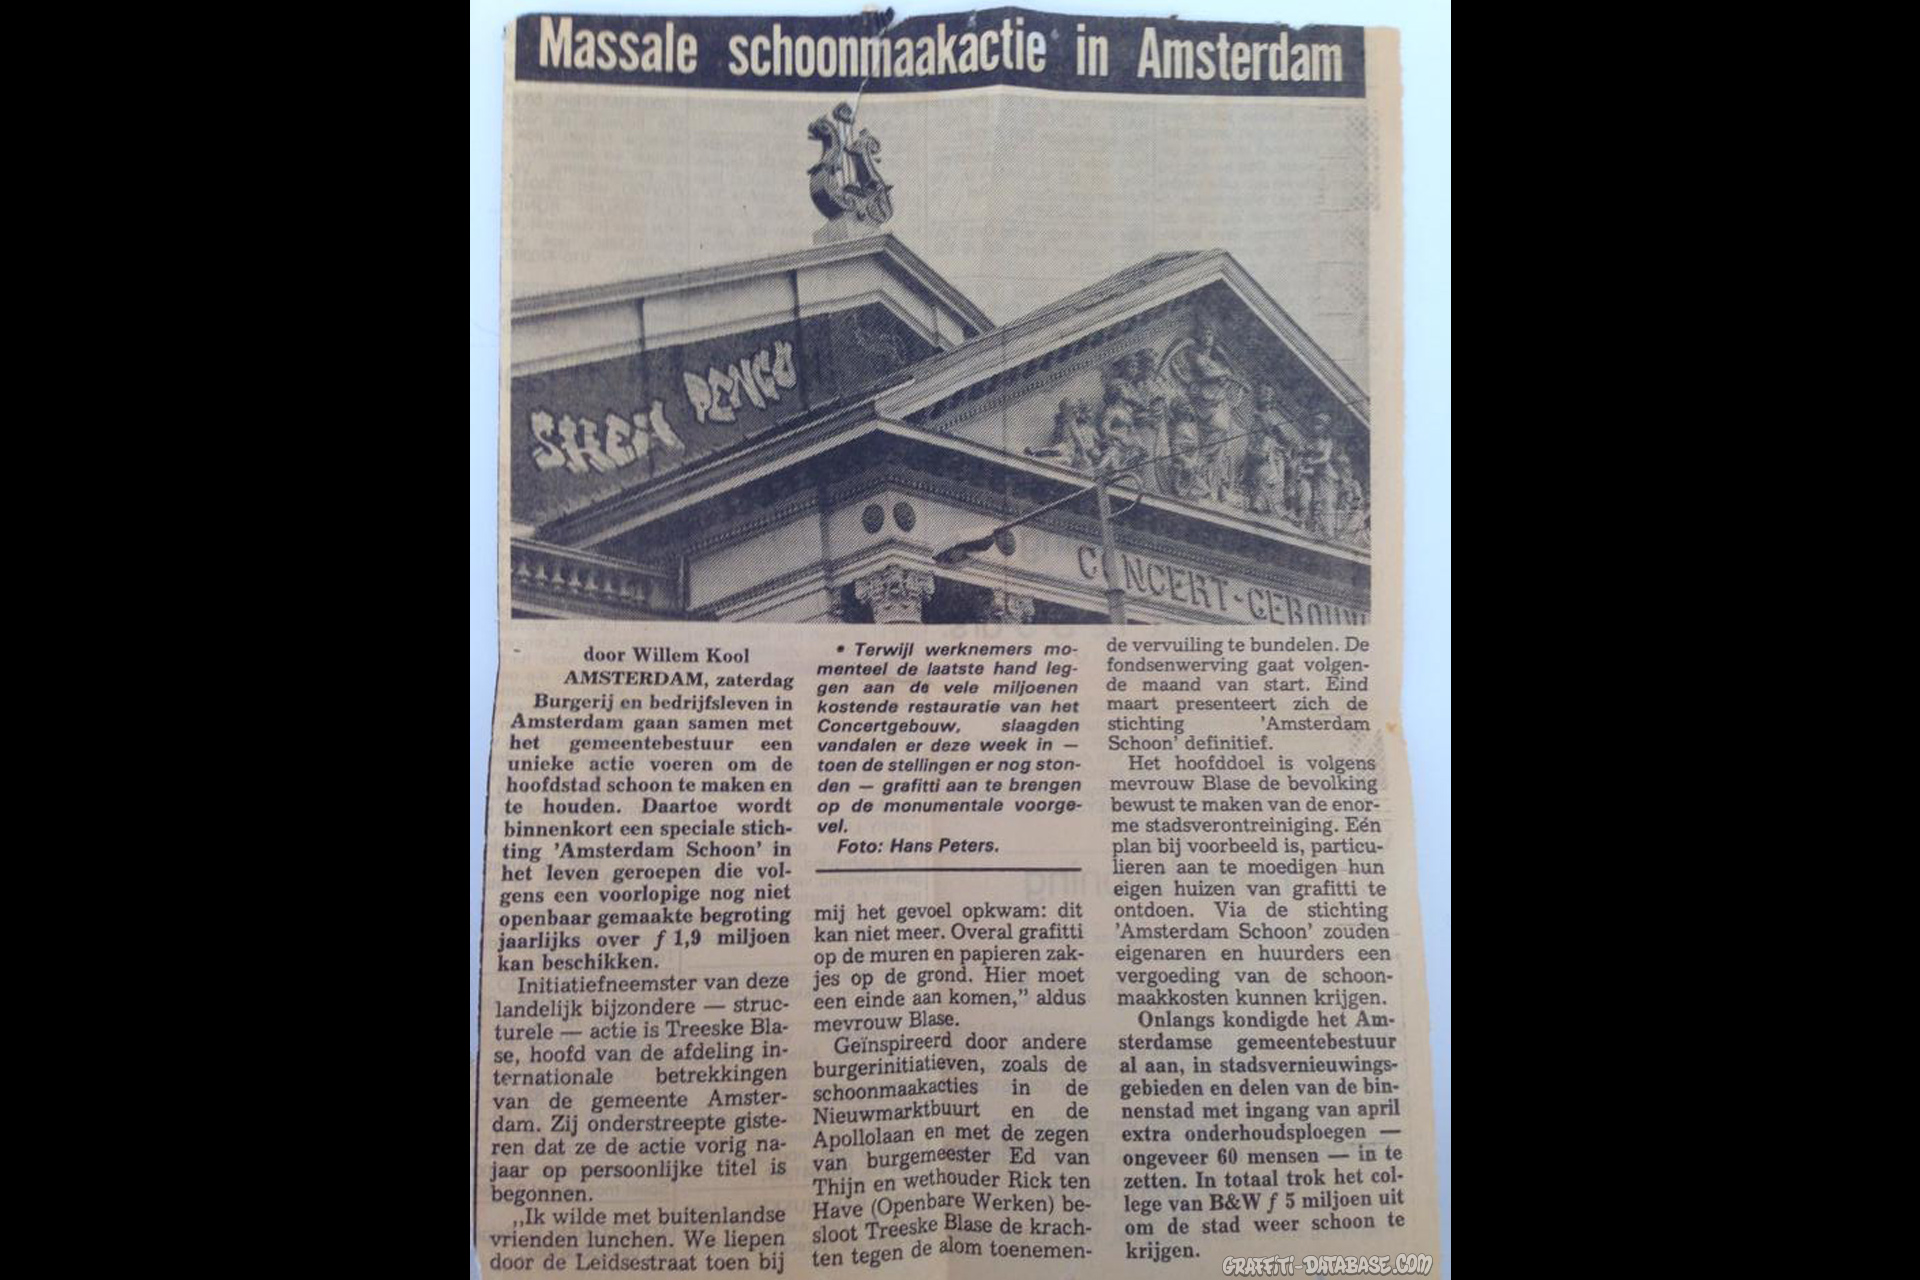 Massale schoonmaakactie in Amsterdam
SHEM PENCO
CONCERT-GEBOUW
door Willem Kool
AMSTERDAM, zaterdag
Burgerij en bedrijfsleven in
Amsterdam gaan samen met
het gemeentebestuur een
unieke actie voeren om de
hoofdstad schoon te maken en
te houden. Daartoe wordt
binnenkort een speciale stich-
ting 'Amsterdam Schoon' in
het leven geroepen die vol-
gens een voorlopige nog niet
openbaar gemaakte begroting
jaarlijks over ƒ 1,9 miljoen
kan beschikken.
Initiatiefneemster van deze
landelijk bijzondere — struc-
turele — actie is Treeske Bla-
se, hoofd van de afdeling in-
ternationale betrekkingen
van de gemeente Amster-
dam. Zij onderstreepte giste-
ren dat ze de actie vorig na-
jaar op persoonlijke titel is
begonnen.
„Ik wilde met buitenlandse
vrienden lunchen. We liepen
door de Leidsestraat toen bij
• Terwijl werknemers mo-
menteel de laatste hand leg-
gen aan de vele miljoenen
kostende restauratie van het
Concertgebouw, slaagden
vandalen er deze week in —
toen de stellingen er nog ston-
den — grafitti aan te brengen
op de monumentale voorge-
vel.
Foto: Hans Peters.
mij het gevoel opkwam: dit
kan niet meer. Overal grafitti
op de muren en papieren zak-
jes op de grond. Hier moet
een einde aan komen,” aldus
mevrouw Blase.
Geïnspireerd door andere
burgerinitiatieven, zoals de
schoonmaakacties in de
Nieuwmarktbuurt en de
Apollolaan en met de zegen
van burgemeester Ed van
Thijn en wethouder Rick ten
Have (Openbare Werken) be-
sloot Treeske Blase de krach-
ten tegen de alom toenemen-
de vervuiling te bundelen. De
fondsenwerving gaat volgen-
de maand van start. Eind
maart presenteert zich de
stichting 'Amsterdam
Schoon' definitief.
Het hoofddoel is volgens
mevrouw Blase de bevolking
bewust te maken van de enor-
me stadsverontreiniging. Eén
plan bij voorbeeld is, particu-
lieren aan te moedigen hun
eigen huizen van grafitti te
ontdoen. Via de stichting
'Amsterdam Schoon' zouden
eigenaren en huurders een
vergoeding van de schoon-
maakkosten kunnen krijgen.
Onlangs kondigde het Am-
sterdamse gemeentebestuur
al aan, in stadsvernieuwings-
gebieden en delen van de bin-
nenstad met ingang van april
extra onderhoudsploegen —
ongeveer 60 mensen — in te
zetten. In totaal trok het col-
lege van B&W ƒ 5 miljoen uit
om de stad weer schoon te
krijgen.
GRAFFITI-DATABASE.COM